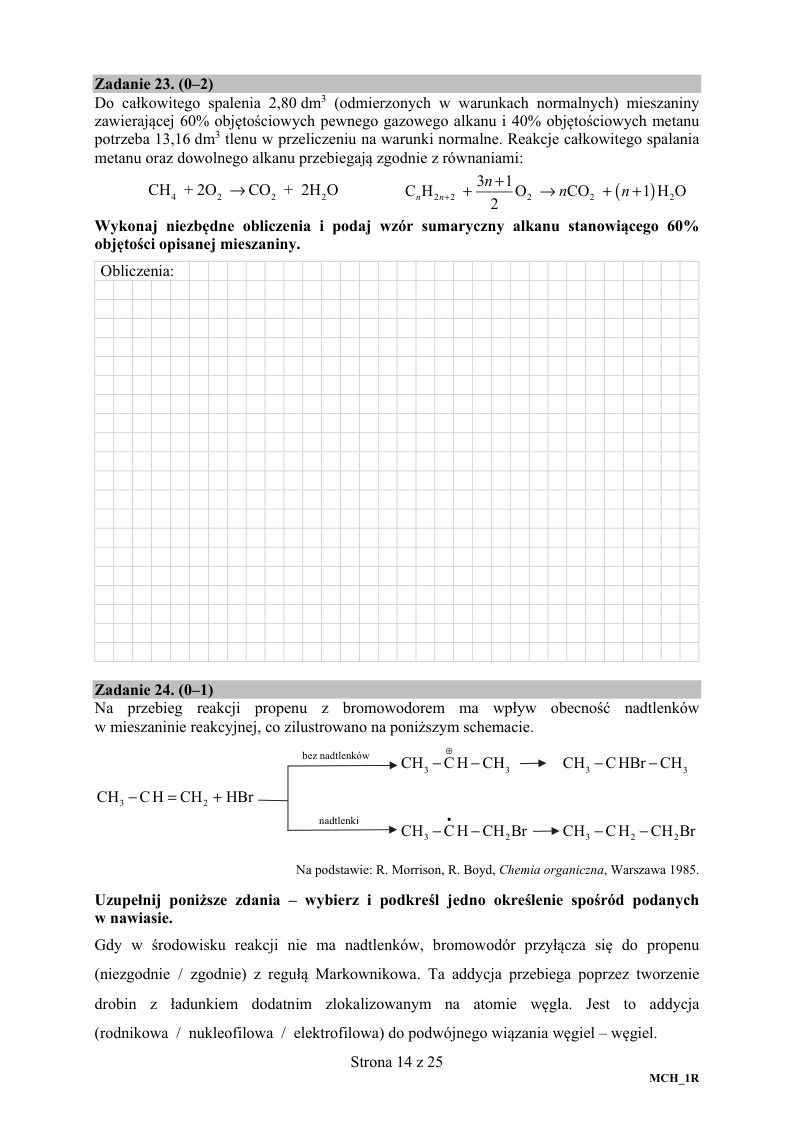 Zadanie 23. (0–2)
Do całkowitego spalenia 2,80 dm³ (odmierzonych w warunkach normalnych) mieszaniny
zawierającej 60% objętościowych pewnego gazowego alkanu i 40% objętościowych metanu
potrzeba 13,16 dm³ tlenu w przeliczeniu na warunki normalne. Reakcje całkowitego spalania
metanu oraz dowolnego alkanu przebiegają zgodnie z równaniami:
CH₄ + 2O₂ → CO₂ + 2H₂O    CₙH₂ₙ₊₂ + (3n+1)/2 O₂ → nCO₂ + (n+1)H₂O
Wykonaj niezbędne obliczenia i podaj wzór sumaryczny alkanu stanowiącego 60%
objętości opisanej mieszaniny.
Obliczenia:
Zadanie 24. (0–1)
Na przebieg reakcji propenu z bromowodorem ma wpływ obecność nadtlenków
w mieszaninie reakcyjnej, co zilustrowano na poniższym schemacie.
bez nadtlenków
CH₃ – C⊕H – CH₃ → CH₃ – CHBr – CH₃
CH₃ – CH = CH₂ + HBr
nadtlenki
CH₃ – C•H – CH₂Br → CH₃ – CH₂ – CH₂Br
Na podstawie: R. Morrison, R. Boyd, Chemia organiczna, Warszawa 1985.
Uzupełnij poniższe zdania – wybierz i podkreśl jedno określenie spośród podanych
w nawiasie.
Gdy w środowisku reakcji nie ma nadtlenków, bromowodór przyłącza się do propenu
(niezgodnie / zgodnie) z regułą Markownikowa. Ta addycja przebiega poprzez tworzenie
drobin z ładunkiem dodatnim zlokalizowanym na atomie węgla. Jest to addycja
(rodnikowa / nukleofilowa / elektrofilowa) do podwójnego wiązania węgiel – węgiel.
Strona 14 z 25
MCH_1R